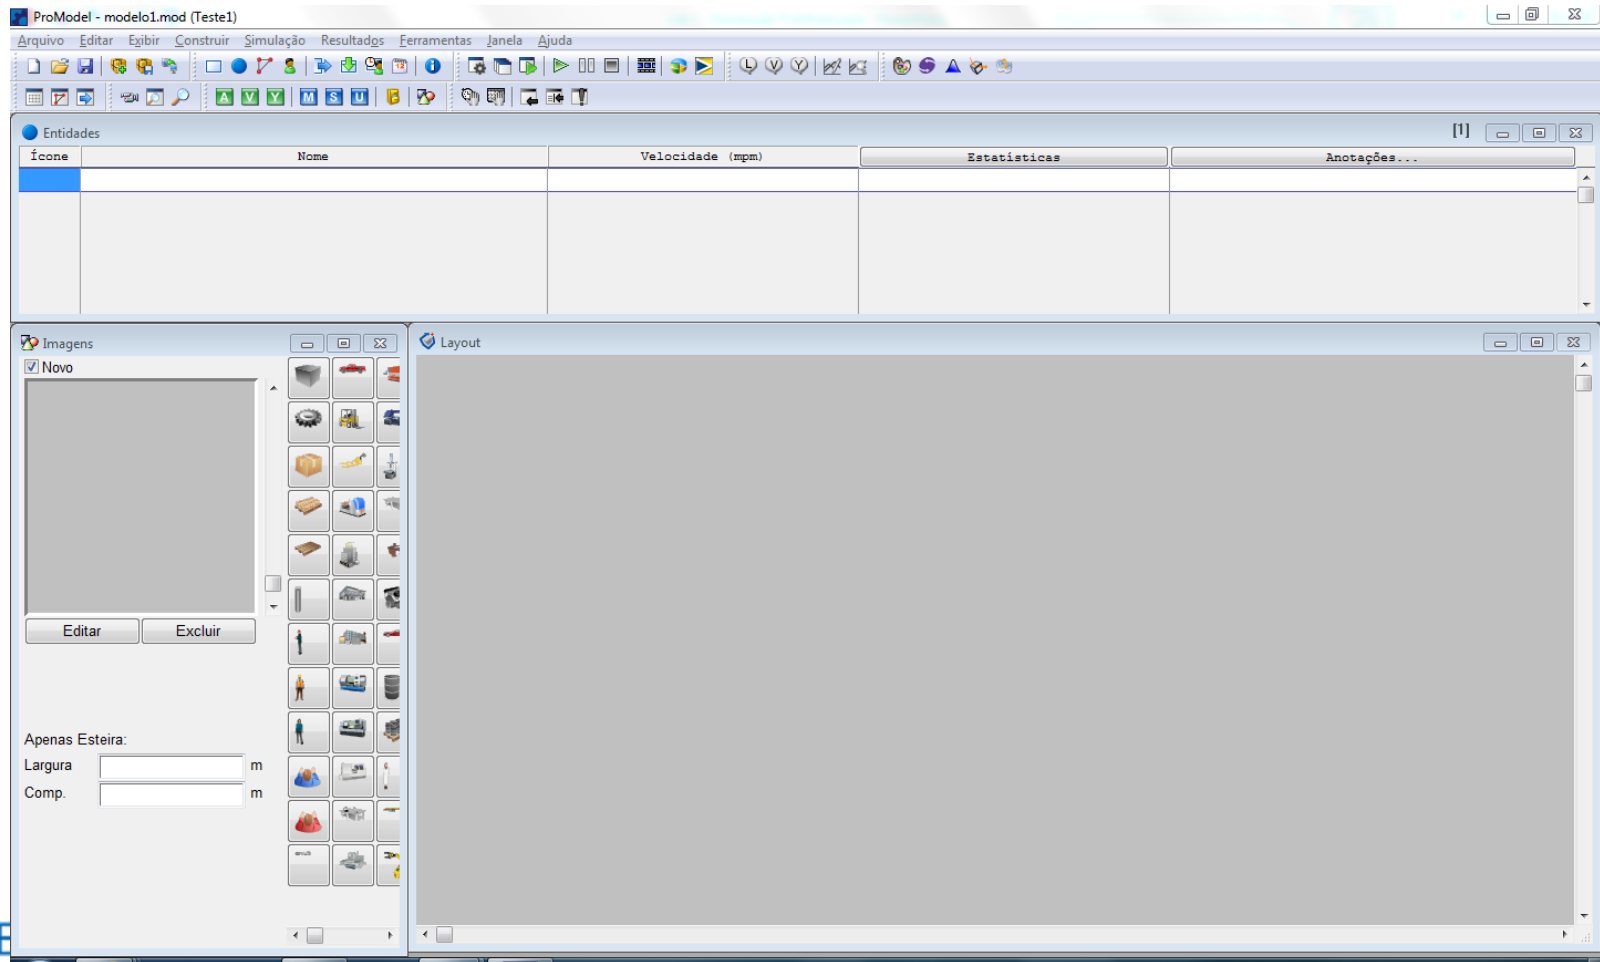 ProModel - modelo1.mod (Teste1)
Arquivo Editar Exibir Construir Simulação Resultados Ferramentas Janela Ajuda
Entidades [1]
Ícone Nome Velocidade (mpm) Estatísticas Anotações...
Imagens
Layout
Novo
Editar Excluir
Apenas Esteira:
Largura m
Comp. m